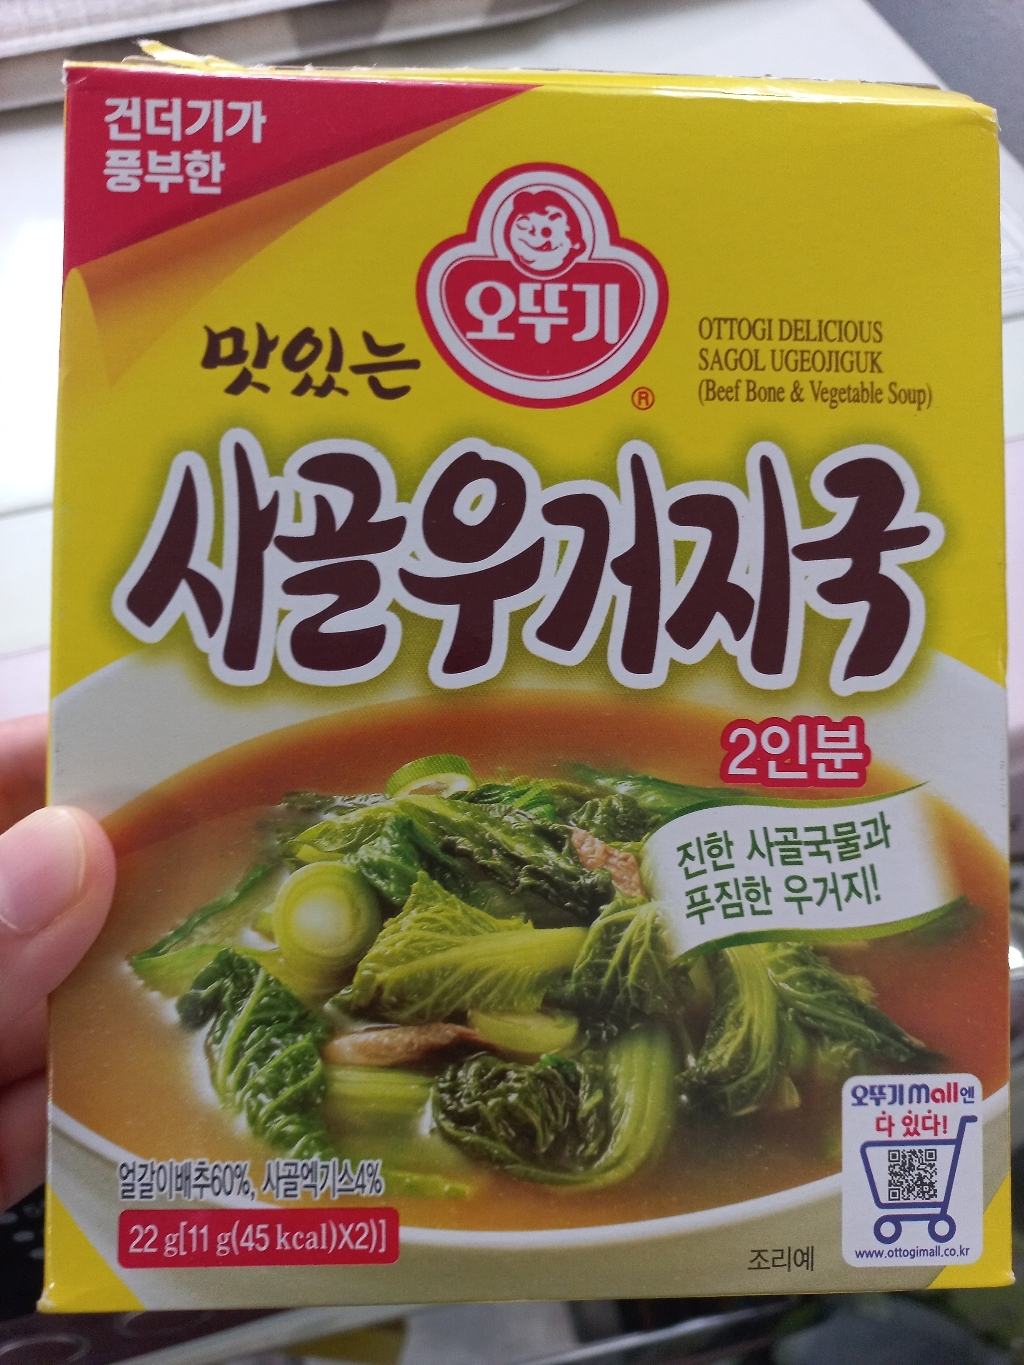 건더기가
풍부한
오뚜기
®
맛있는
OTTOGI DELICIOUS
SAGOL UGEOJIGUK
(Beef Bone & Vegetable Soup)
사골우거지국
2인분
진한 사골국물과
푸짐한 우거지!
오뚜기mall엔
다 있다!
www.ottogimall.co.kr
얼갈이배추60%, 사골엑기스4%
22 g[11 g(45 kcal)X2)]
조리예